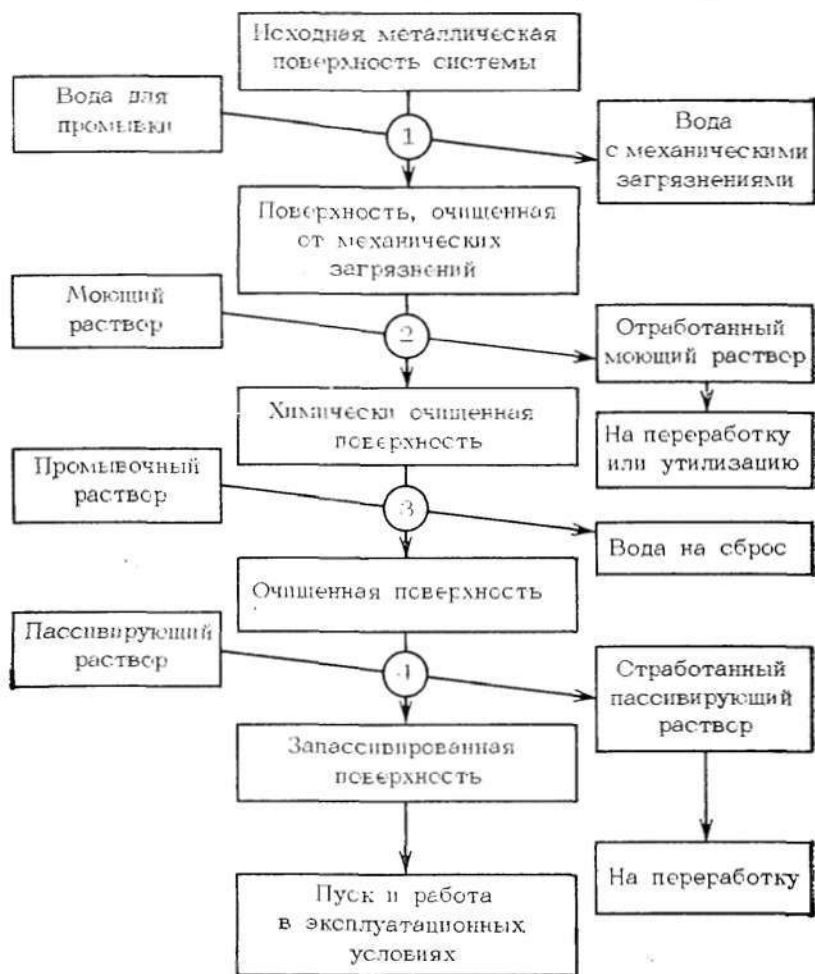 Исходная металлическая
поверхность системы
Вода для
промывки
1
Вода
с механическими
загрязнениями
Поверхность, очищенная
от механических
загрязнений
Моющий
раствор
2
Отработанный
моющий раствор
Химически очищенная
поверхность
На переработку
или утилизацию
Промывочный
раствор
3
Вода на сброс
Очищенная поверхность
Пассивирующий
раствор
4
Стработанный
пассивирующий
раствор
Запассивированная
поверхность
На переработку
Пуск и работа
в эксплуатационных
условиях